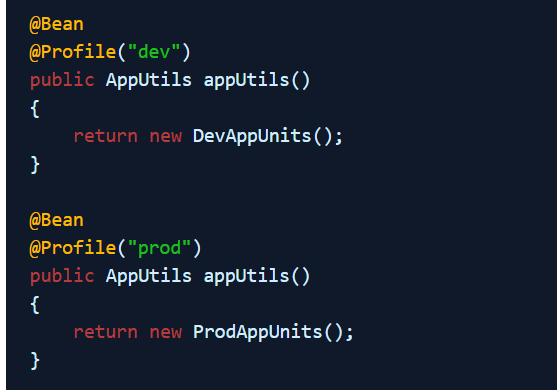 @Bean
@Profile("dev")
public AppUtils appUtils()
{
    return new DevAppUnits();
}
@Bean
@Profile("prod")
public AppUtils appUtils()
{
    return new ProdAppUnits();
}